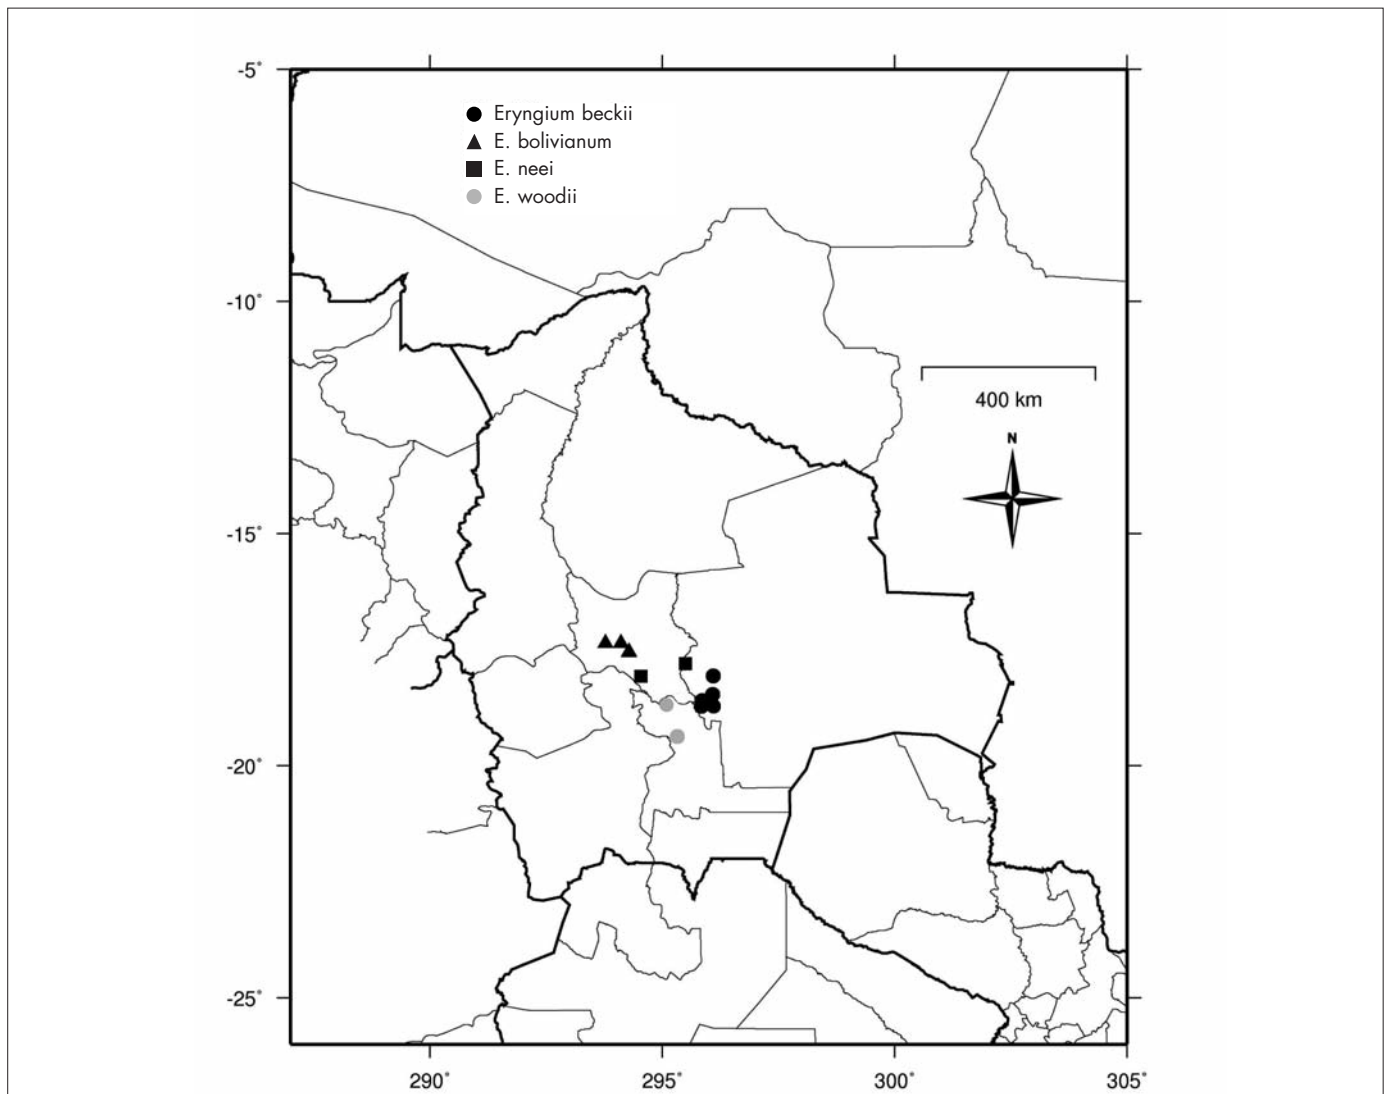 -5°
Eryngium beckii
E. bolivianum
E. neei
E. woodii
-10°
400 km
N
-15°
-20°
-25°
290° 295° 300° 305°